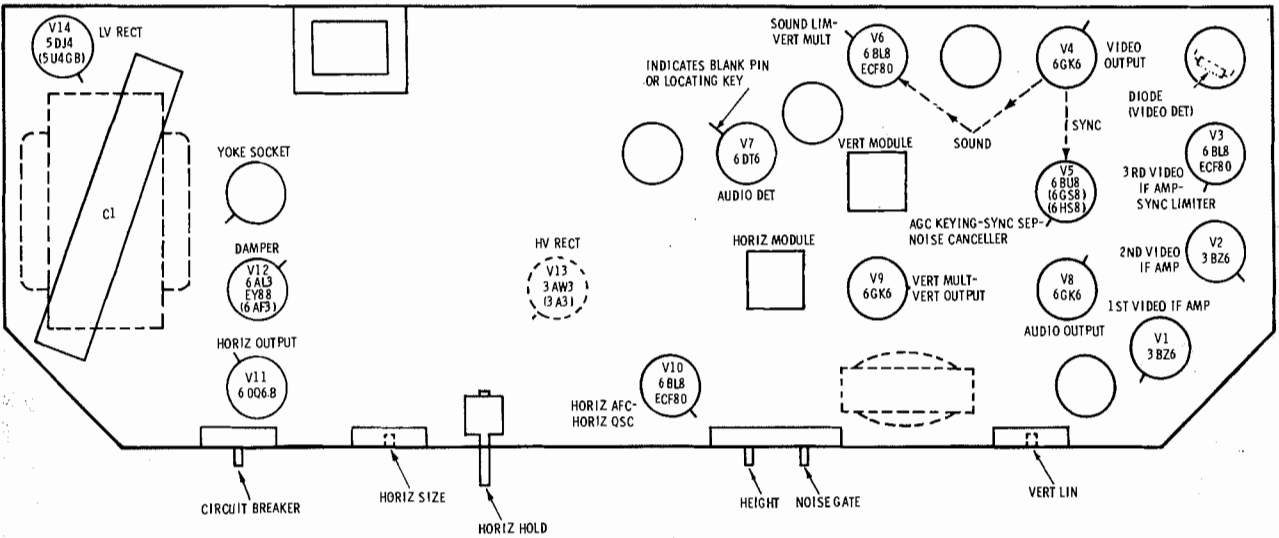 V14
5DJ4
(5U4GB)
LV RECT
C1
YOKE SOCKET
DAMPER
V12
6AL3
EY88
(6AF3)
HORIZ OUTPUT
V11
6 0Q6.B
CIRCUIT BREAKER
HORIZ SIZE
HORIZ HOLD
HV RECT
V13
3AW3
(3A3)
HORIZ AFC-
HORIZ OSC
V10
6BL8
ECF80
INDICATES BLANK PIN
OR LOCATING KEY
V7
6DT6
AUDIO DET
SOUND LIM-
VERT MULT
V6
6BL8
ECF80
VERT MODULE
HORIZ MODULE
V9
6GK6
VERT MULT-
VERT OUTPUT
HEIGHT
NOISE GATE
SOUND
V4
6GK6
VIDEO
OUTPUT
SYNC
V5
6BU8
(6GS8)
(6HS8)
AGC KEYING-SYNC SEP-
NOISE CANCELLER
V8
6GK6
AUDIO OUTPUT
DIODE
(VIDEO DET)
V3
6BL8
ECF80
3RD VIDEO
IF AMP-
SYNC LIMITER
2ND VIDEO
IF AMP
V2
3BZ6
1ST VIDEO IF AMP
V1
3BZ6
VERT LIN